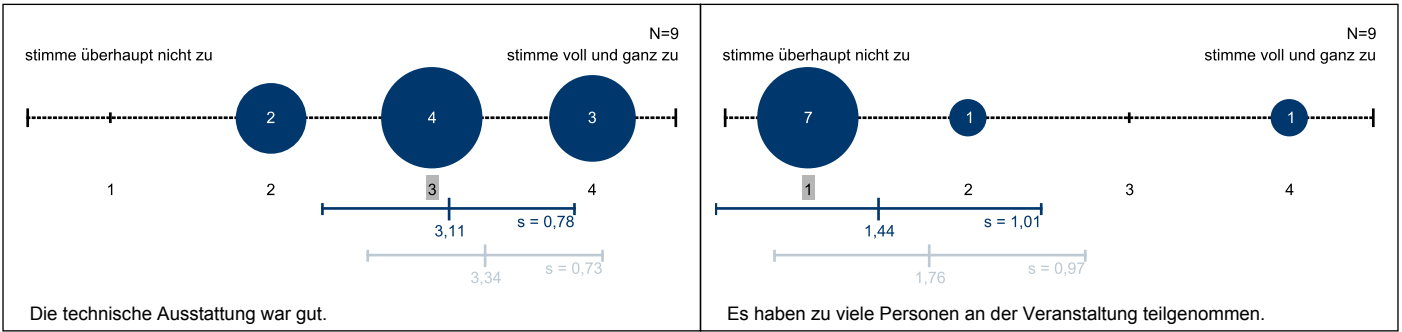 N=9
stimme überhaupt nicht zu
stimme voll und ganz zu
2
4
3
1
2
3
4
s = 0,78
3,11
s = 0,73
3,34
Die technische Ausstattung war gut.
N=9
stimme überhaupt nicht zu
stimme voll und ganz zu
7
1
1
1
2
3
4
s = 1,01
1,44
s = 0,97
1,76
Es haben zu viele Personen an der Veranstaltung teilgenommen.